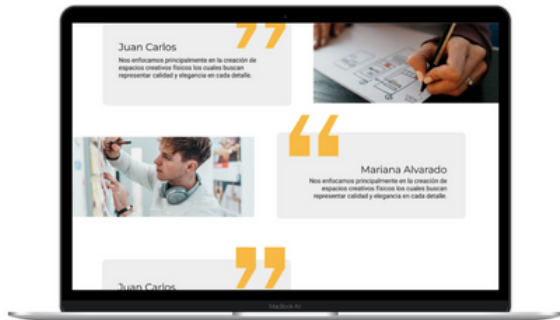 Juan Carlos
Nos enfocamos principalmente en la creación de
espacios creativos físicos los cuales buscan
representar calidad y elegancia en cada detalle.
Mariana Alvarado
Nos enfocamos principalmente en la creación de
espacios creativos físicos los cuales buscan
representar calidad y elegancia en cada detalle.
Juan Carlos
MacBook Air